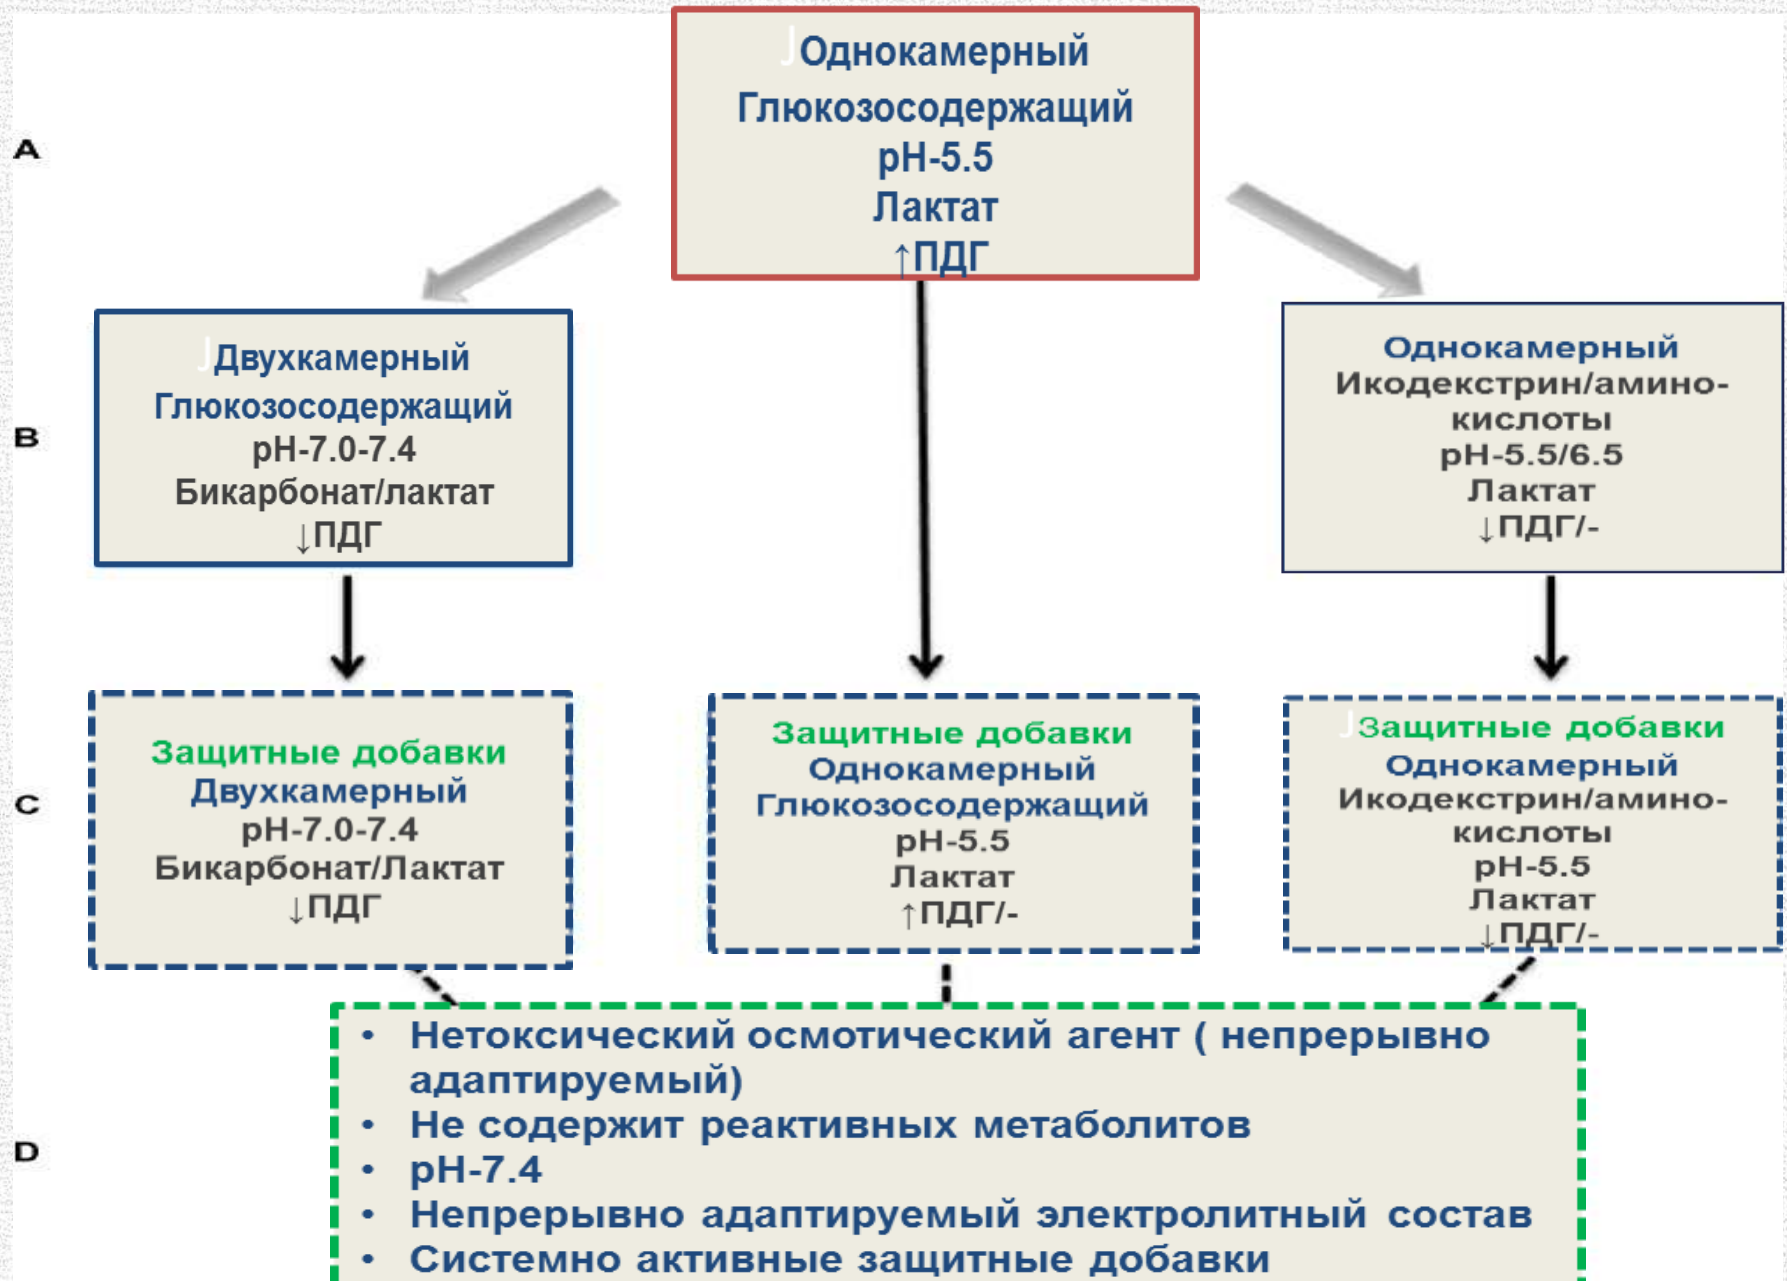 A
Однокамерный
Глюкозосодержащий
pH-5.5
Лактат
↑ПДГ
B
Двухкамерный
Глюкозосодержащий
pH-7.0-7.4
Бикарбонат/лактат
↓ПДГ
Однокамерный
Икодекстрин/амино-
кислоты
pH-5.5/6.5
Лактат
↓ПДГ/-
C
Защитные добавки
Двухкамерный
pH-7.0-7.4
Бикарбонат/Лактат
↓ПДГ
Защитные добавки
Однокамерный
Глюкозосодержащий
pH-5.5
Лактат
↑ПДГ/-
Защитные добавки
Однокамерный
Икодекстрин/амино-
кислоты
pH-5.5
Лактат
↓ПДГ/-
D
• Нетоксический осмотический агент ( непрерывно
адаптируемый)
• Не содержит реактивных метаболитов
• pH-7.4
• Непрерывно адаптируемый электролитный состав
• Системно активные защитные добавки